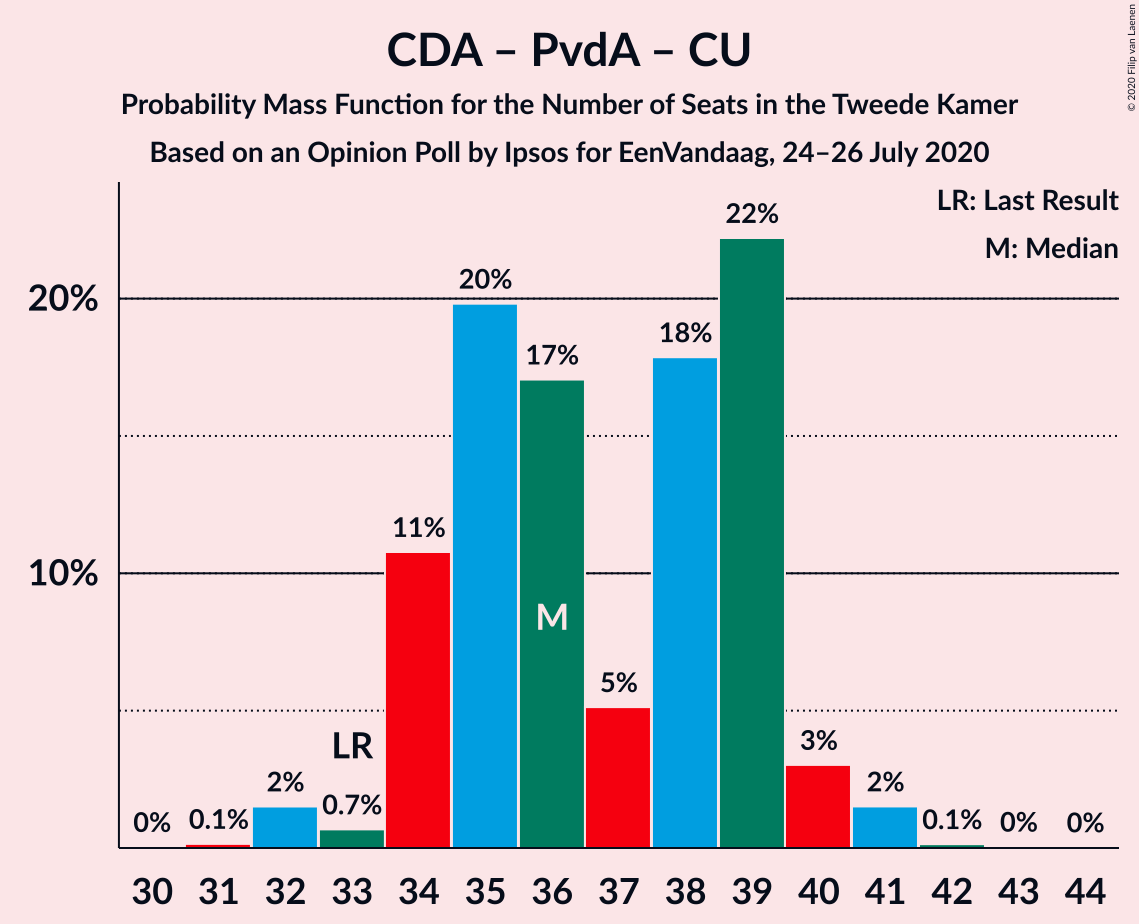 CDA – PvdA – CU
Probability Mass Function for the Number of Seats in the Tweede Kamer
Based on an Opinion Poll by Ipsos for EenVandaag, 24–26 July 2020
© 2020 Filip van Laenen
LR: Last Result
M: Median
20%
10%
0%
0.1%
2%
0.7%
LR
11%
20%
17%
M
5%
18%
22%
3%
2%
0.1%
0%
0%
30 31 32 33 34 35 36 37 38 39 40 41 42 43 44